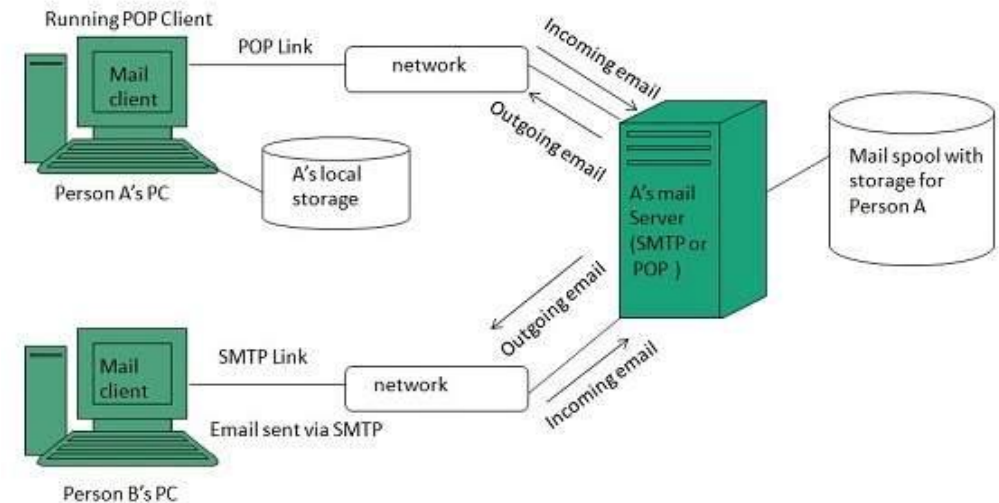 Running POP Client
POP Link
network
Incoming email
Outgoing email
Mail
client
Person A's PC
A's local
storage
A's mail
Server
(SMTP or
POP )
Mail spool with
storage for
Person A
Outgoing email
Incoming email
Mail
client
SMTP Link
network
Email sent via SMTP
Person B's PC